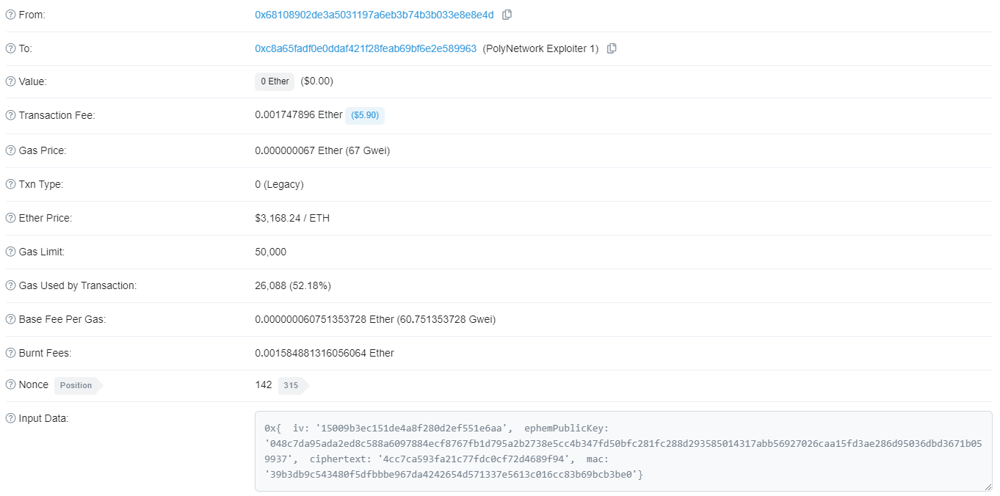 From: 0x68108902de3a5031197a6eb3b74b3b033e8e8e4d
To: 0xc8a65fadf0e0ddaf421f28feab69bf6e2e589963 (PolyNetwork Exploiter 1)
Value: 0 Ether ($0.00)
Transaction Fee: 0.001747896 Ether ($5.90)
Gas Price: 0.000000067 Ether (67 Gwei)
Txn Type: 0 (Legacy)
Ether Price: $3,168.24 / ETH
Gas Limit: 50,000
Gas Used by Transaction: 26,088 (52.18%)
Base Fee Per Gas: 0.000000060751353728 Ether (60.751353728 Gwei)
Burnt Fees: 0.001584881316056064 Ether
Nonce Position 142 315
Input Data:
0x{  iv: '15009b3ec151de4a8f280d2ef551e6aa',  ephemPublicKey:
'048c7da95ada2ed8c588a6097884ecf8767fb1d795a2b2738e5cc4b347fd50bfc281fc288d293585014317abb56927026caa15fd3ae286d95036dbd3671b05
9937',  ciphertext: '4cc7ca593fa21c77fdc0cf72d4689f94',  mac:
'39b3db9c543480f5dfbbbe967da4242654d571337e5613c016cc83b69bcb3be0'}